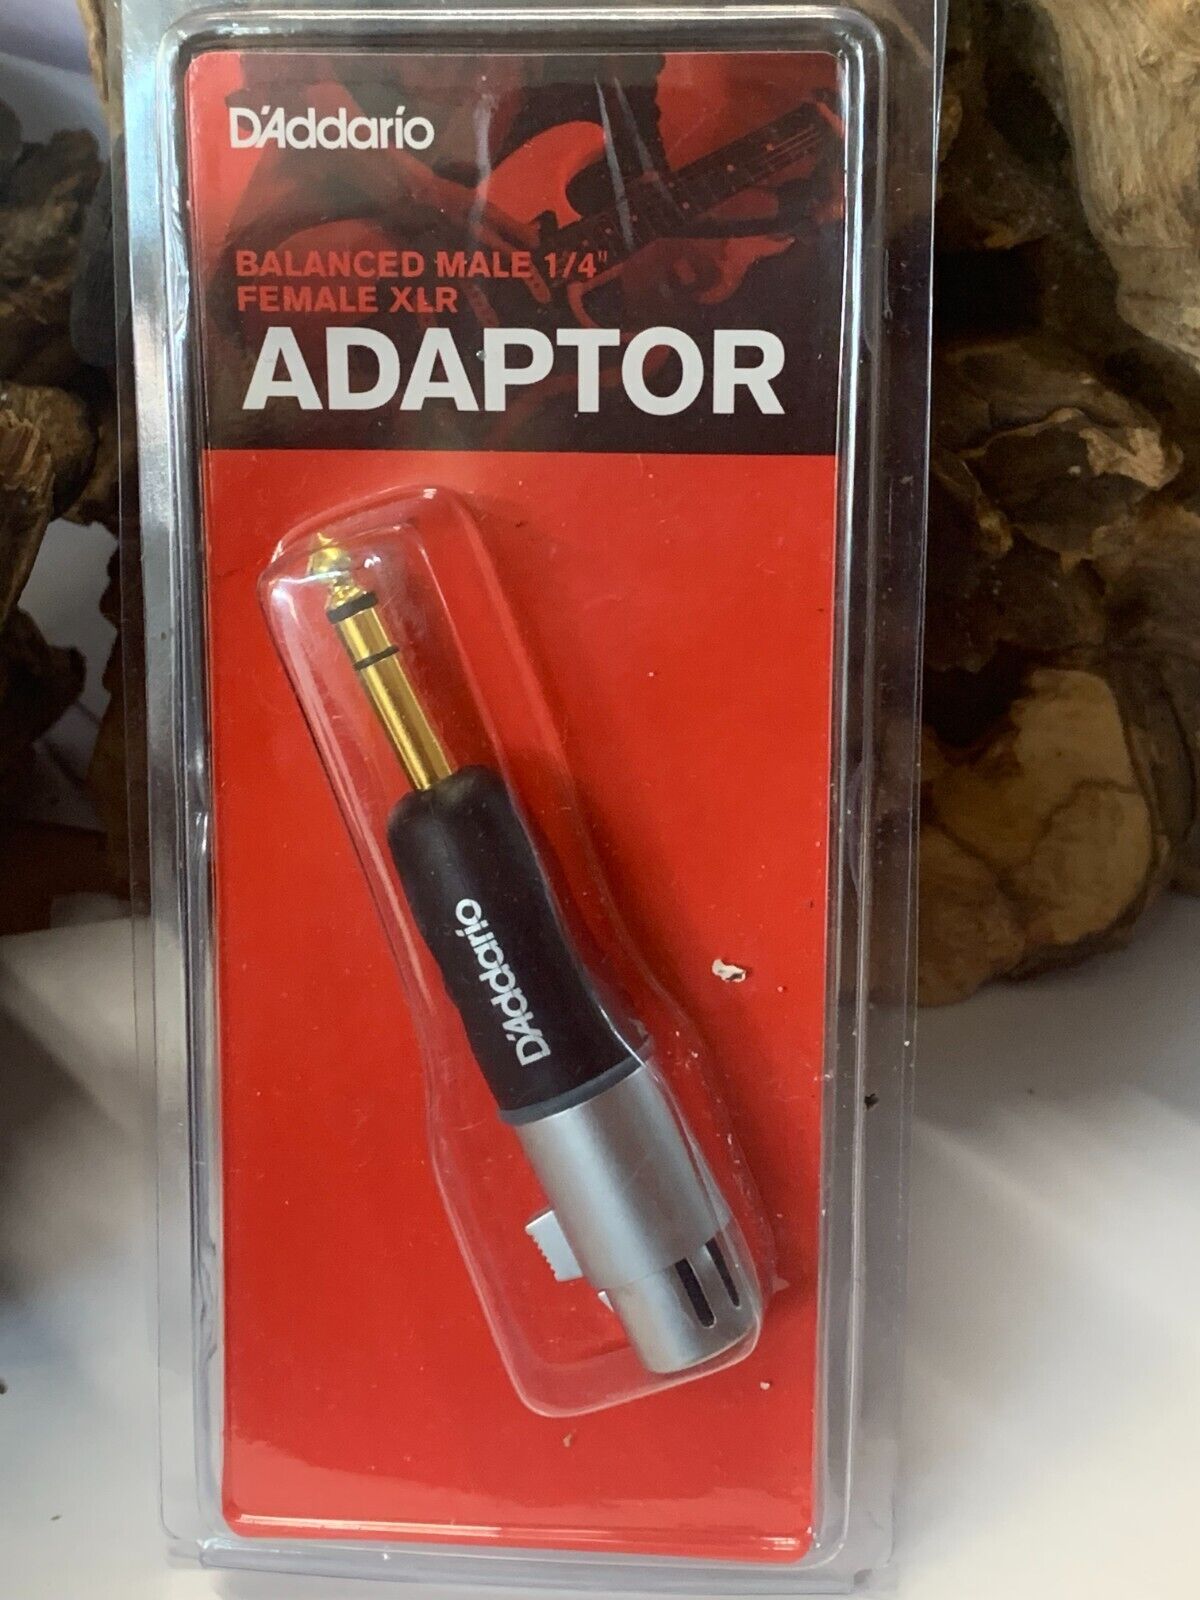 D'Addario
BALANCED MALE 1/4"
FEMALE XLR
ADAPTOR
D'Addario